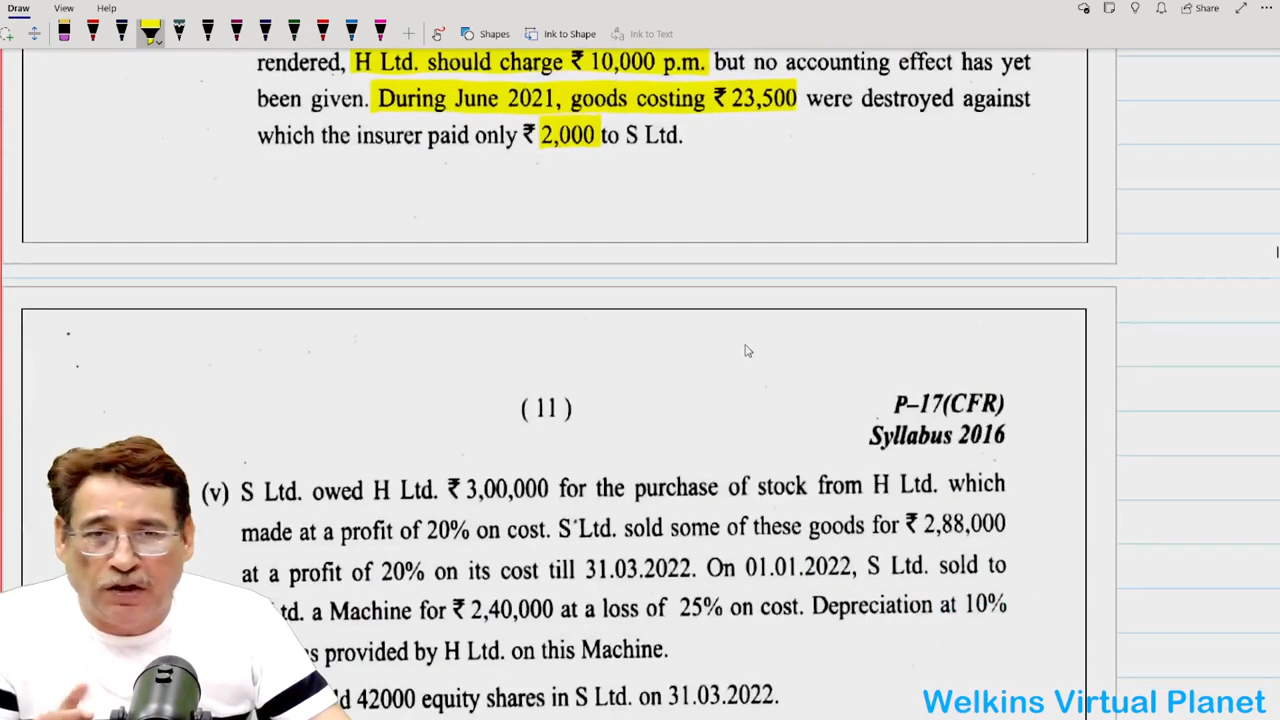 Draw View Help
Share
Shapes Ink to Shape Ink to Text
rendered, H Ltd. should charge ₹ 10,000 p.m. but no accounting effect has yet
been given. During June 2021, goods costing ₹ 23,500 were destroyed against
which the insurer paid only ₹ 2,000 to S Ltd.
( 11 )
P–17(CFR)
Syllabus 2016
(v) S Ltd. owed H Ltd. ₹ 3,00,000 for the purchase of stock from H Ltd. which
made at a profit of 20% on cost. S Ltd. sold some of these goods for ₹ 2,88,000
at a profit of 20% on its cost till 31.03.2022. On 01.01.2022, S Ltd. sold to
td. a Machine for ₹ 2,40,000 at a loss of 25% on cost. Depreciation at 10%
s provided by H Ltd. on this Machine.
d 42000 equity shares in S Ltd. on 31.03.2022.
Welkins Virtual Planet